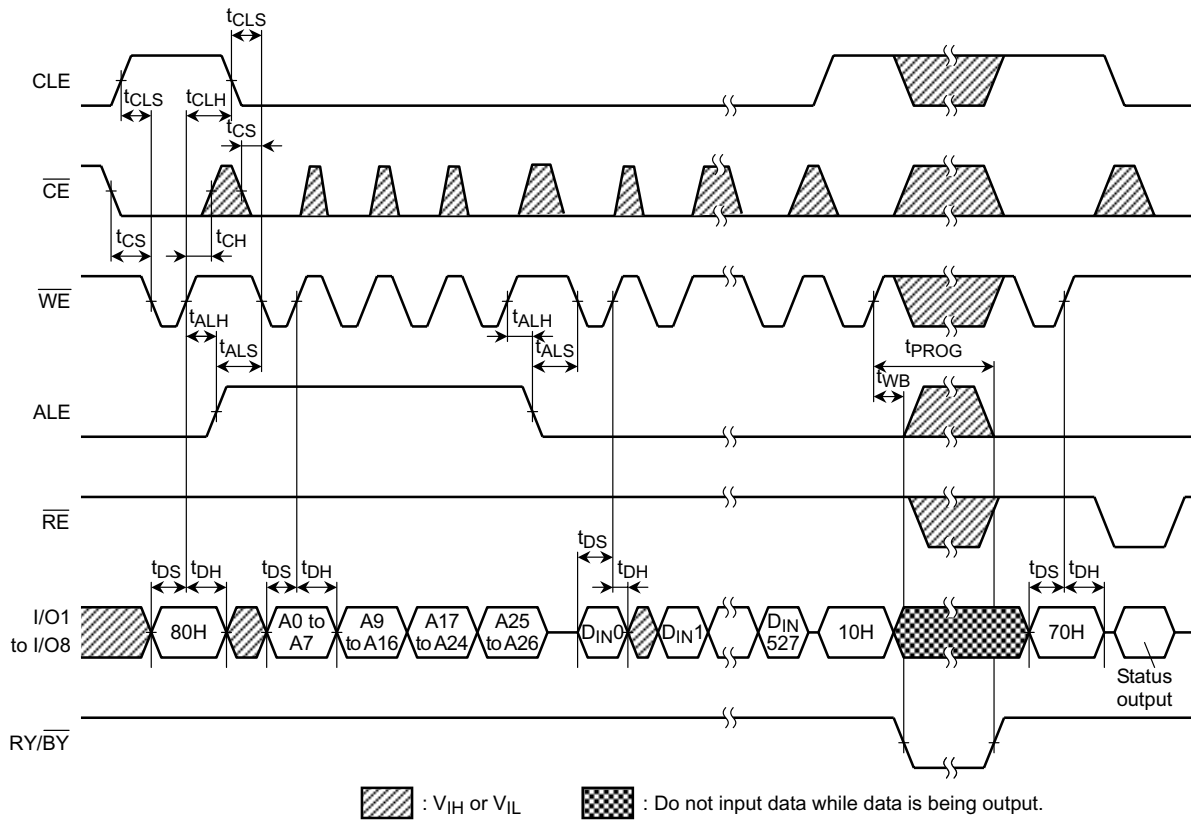 tCLS
CLE
tCLS
tCLH
tCS
CE
tCS
tCH
WE
tALH
tALS
tALH
tALS
tPROG
tWB
ALE
RE
tDS
tDH
tDS
tDH
tDS
tDH
tDS
tDH
I/O1
to I/O8
80H
A0 to
A7
A9
to A16
A17
to A24
A25
to A26
DIN0
DIN1
DIN
527
10H
70H
Status
output
RY/BY
: VIH or VIL
: Do not input data while data is being output.